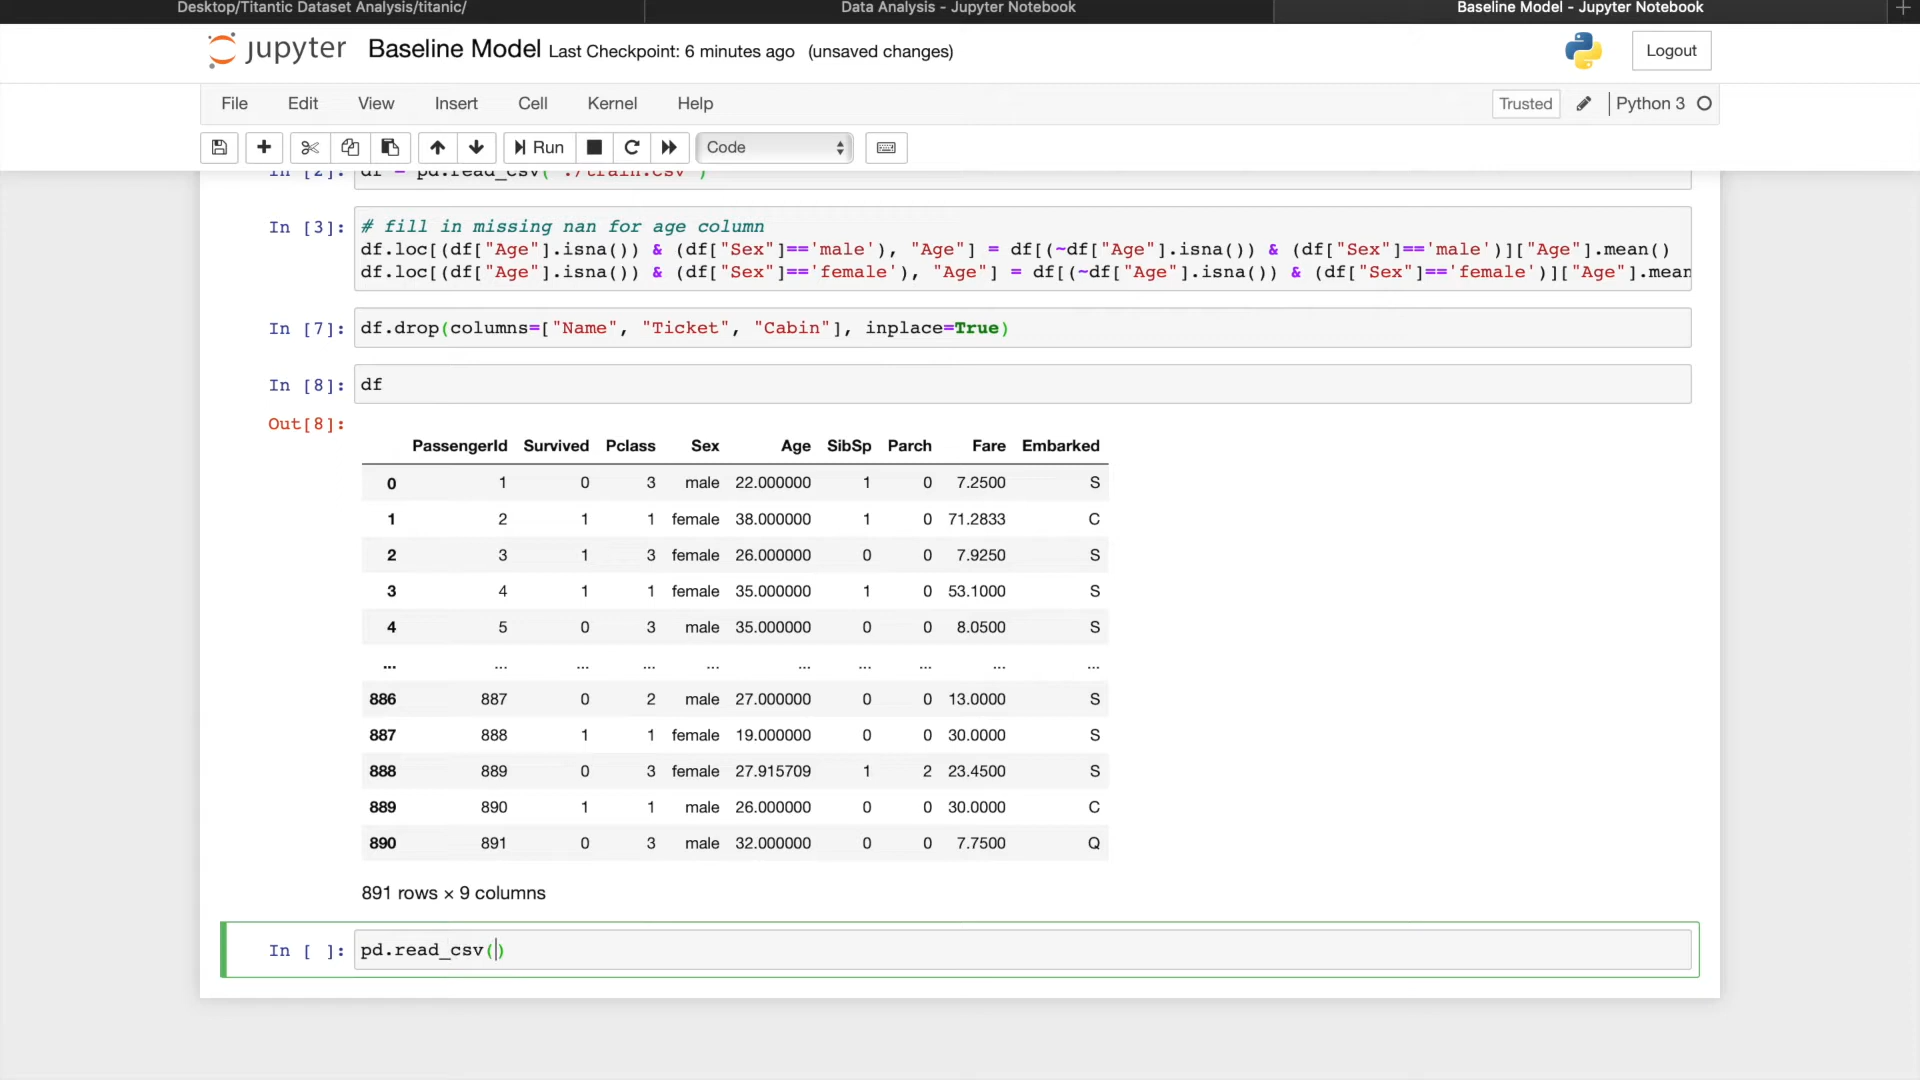 Desktop/Titantic Dataset Analysis/titanic/
Data Analysis - Jupyter Notebook
Baseline Model - Jupyter Notebook
jupyter Baseline Model Last Checkpoint: 6 minutes ago (unsaved changes)
Logout
File Edit View Insert Cell Kernel Help
Trusted Python 3
Run Code
In [2]: df = pd.read_csv('./train.csv')
In [3]: # fill in missing nan for age column
df.loc[(df["Age"].isna()) & (df["Sex"]=='male'), "Age"] = df[(~df["Age"].isna()) & (df["Sex"]=='male')]["Age"].mean()
df.loc[(df["Age"].isna()) & (df["Sex"]=='female'), "Age"] = df[(~df["Age"].isna()) & (df["Sex"]=='female')]["Age"].mean
In [7]: df.drop(columns=["Name", "Ticket", "Cabin"], inplace=True)
In [8]: df
Out[8]:
PassengerId Survived Pclass Sex Age SibSp Parch Fare Embarked
0 1 0 3 male 22.000000 1 0 7.2500 S
1 2 1 1 female 38.000000 1 0 71.2833 C
2 3 1 3 female 26.000000 0 0 7.9250 S
3 4 1 1 female 35.000000 1 0 53.1000 S
4 5 0 3 male 35.000000 0 0 8.0500 S
... ... ... ... ... ... ... ... ... ...
886 887 0 2 male 27.000000 0 0 13.0000 S
887 888 1 1 female 19.000000 0 0 30.0000 S
888 889 0 3 female 27.915709 1 2 23.4500 S
889 890 1 1 male 26.000000 0 0 30.0000 C
890 891 0 3 male 32.000000 0 0 7.7500 Q
891 rows × 9 columns
In [ ]: pd.read_csv()